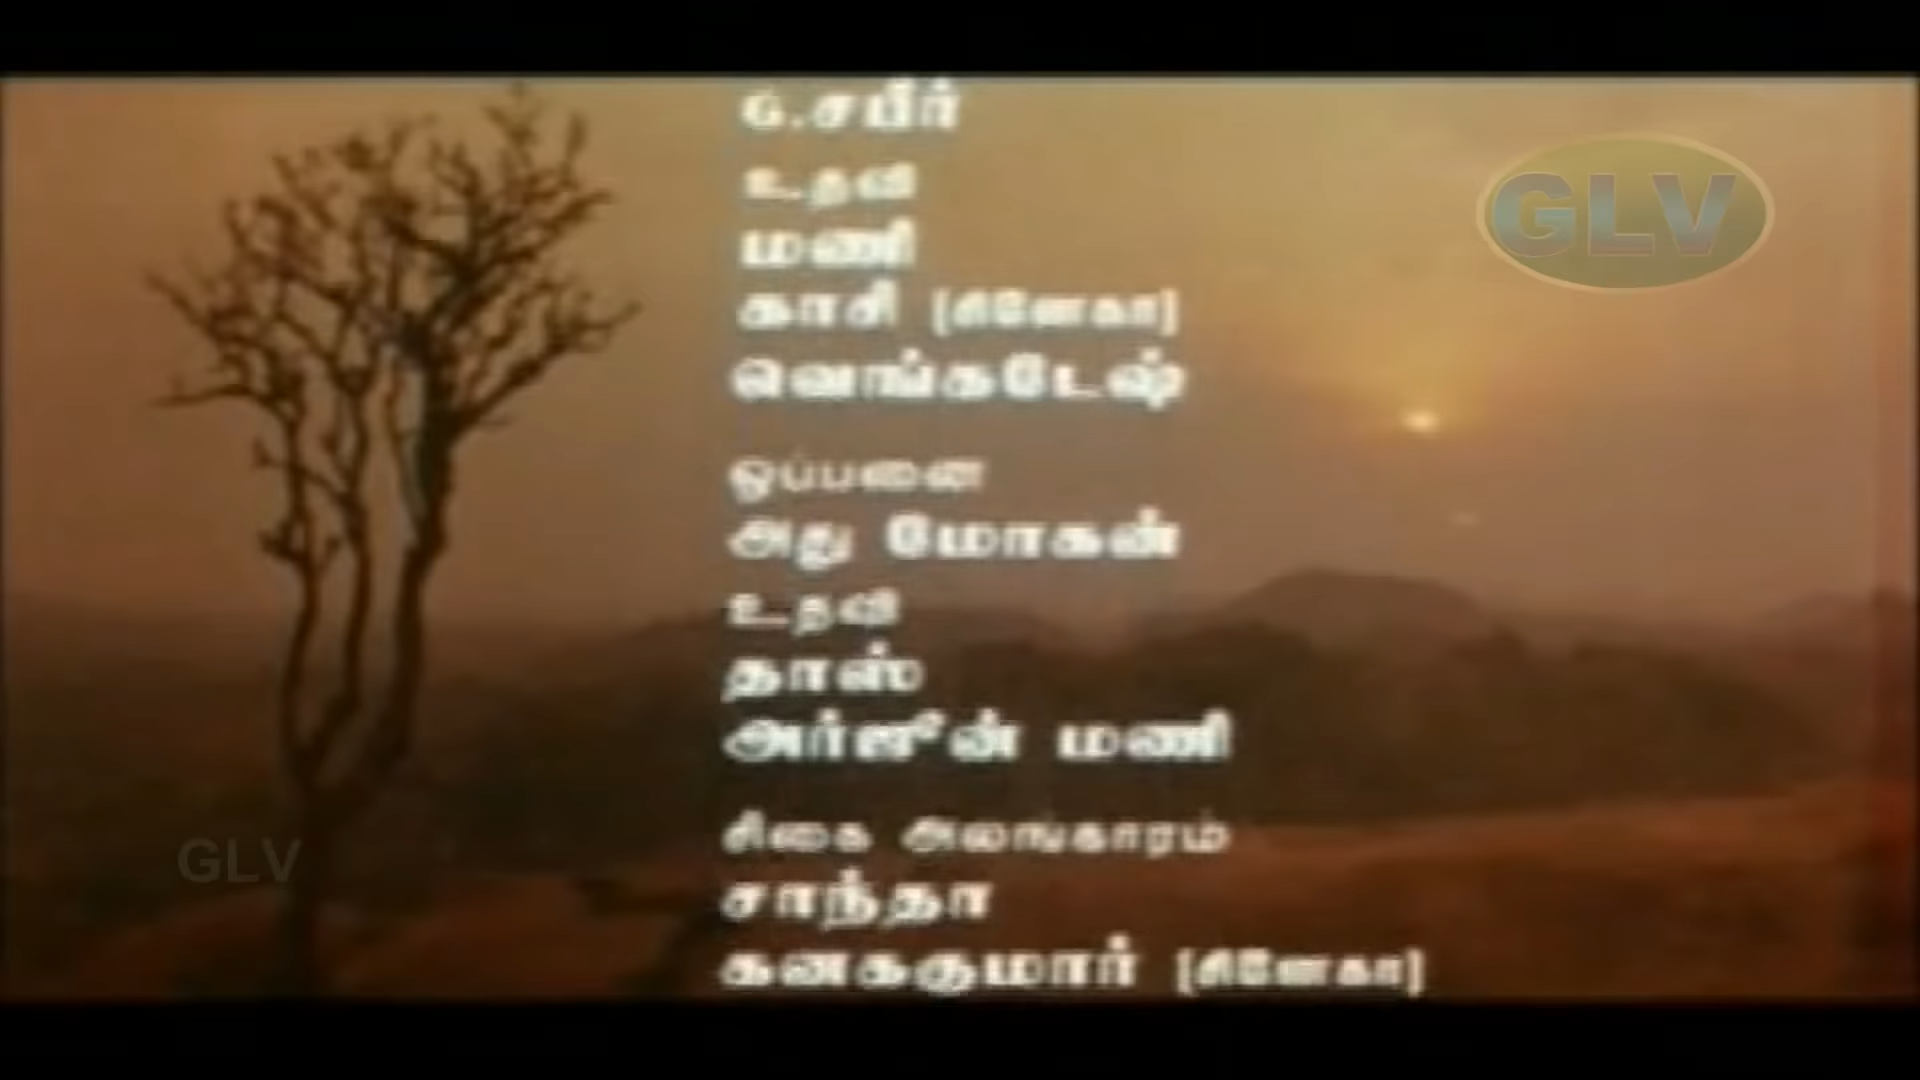 G.சபீர்
உதவி
மணி
காசி (சினேகா)
வெங்கடேஷ்
ஒப்பனை
அது மோகன்
உதவி
தாஸ்
அர்ஜூன் மணி
சிகை அலங்காரம்
சாந்தா
கனககுமார் (சினேகா)
GLV
GLV